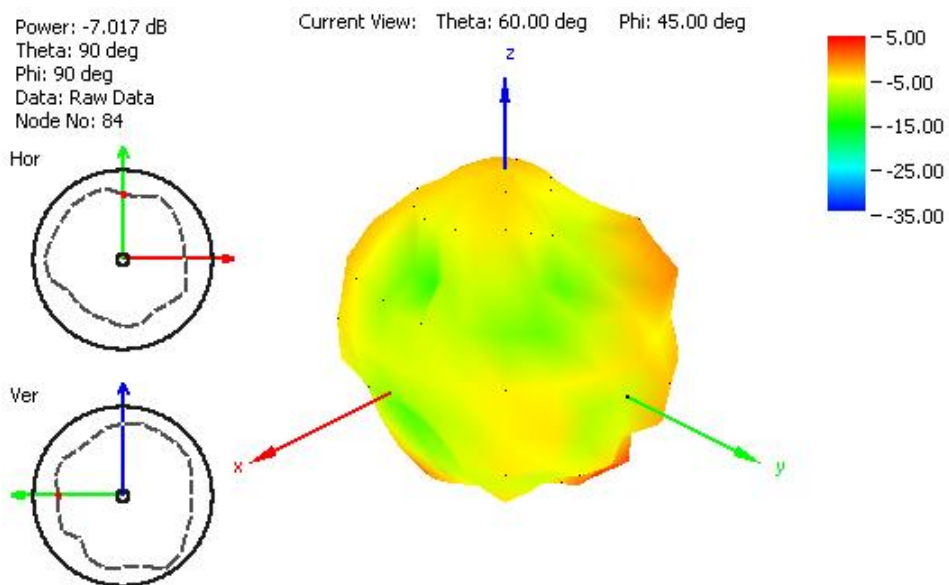 Power: -7.017 dB
Theta: 90 deg
Phi: 90 deg
Data: Raw Data
Node No: 84
Current View: Theta: 60.00 deg Phi: 45.00 deg
Hor
Ver
z
x
y
5.00
-5.00
-15.00
-25.00
-35.00